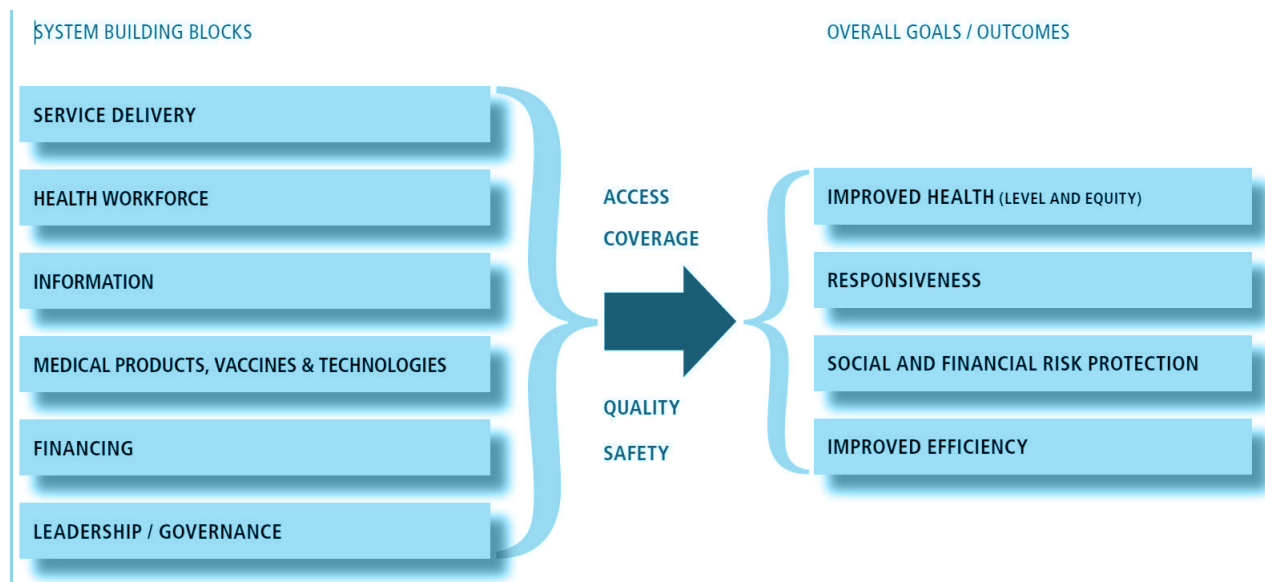 SYSTEM BUILDING BLOCKS
SERVICE DELIVERY
HEALTH WORKFORCE
INFORMATION
MEDICAL PRODUCTS, VACCINES & TECHNOLOGIES
FINANCING
LEADERSHIP / GOVERNANCE
ACCESS
COVERAGE
QUALITY
SAFETY
OVERALL GOALS / OUTCOMES
IMPROVED HEALTH (LEVEL AND EQUITY)
RESPONSIVENESS
SOCIAL AND FINANCIAL RISK PROTECTION
IMPROVED EFFICIENCY